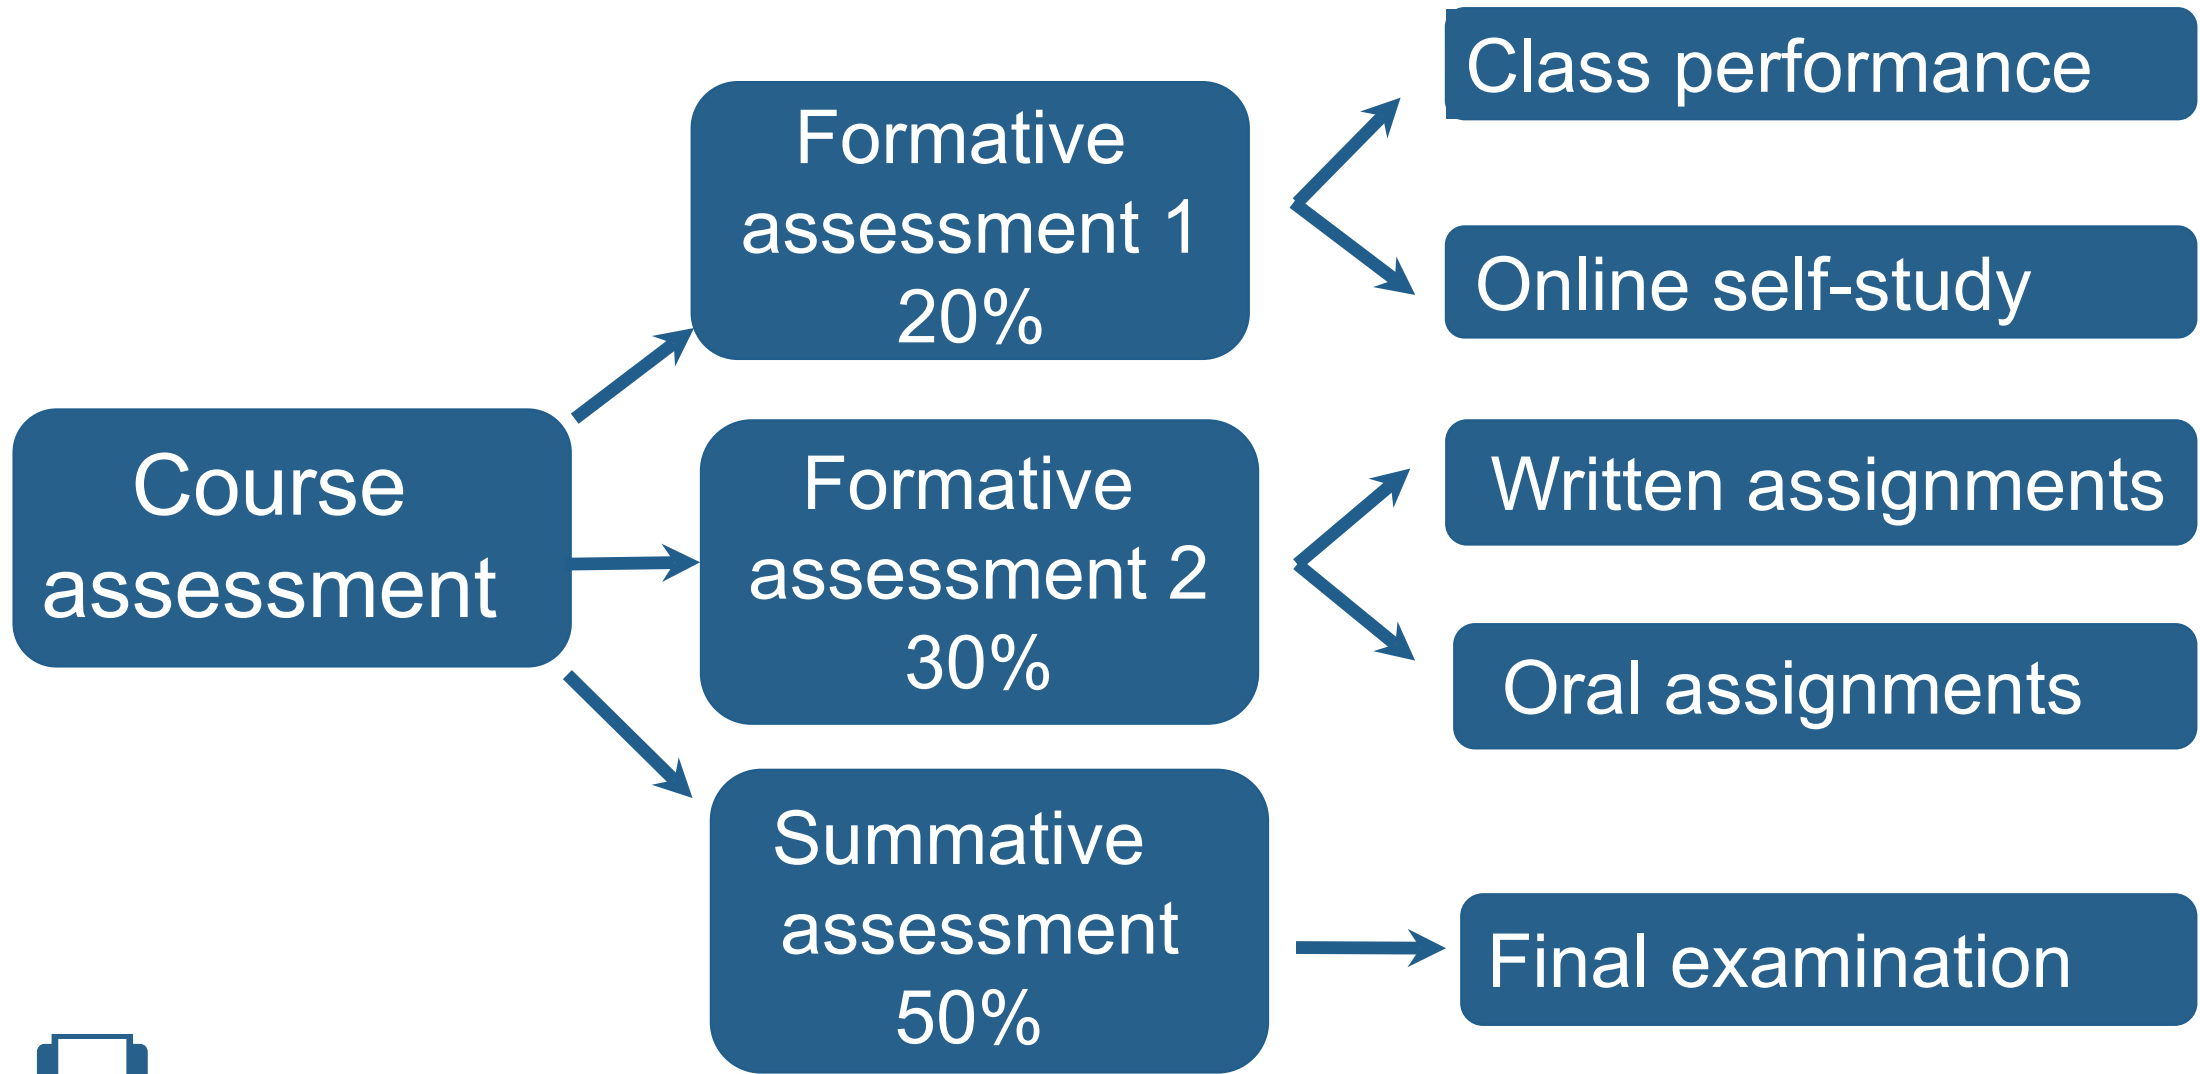 Course
assessment
Formative
assessment 1
20%
Class performance
Online self-study
Formative
assessment 2
30%
Written assignments
Oral assignments
Summative
assessment
50%
Final examination